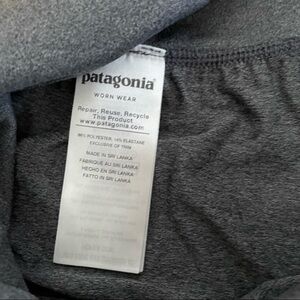 patagonia
WORN WEAR
Repair, Reuse, Recycle
This Product
www.patagonia.com
86% POLYESTER, 14% ELASTANE
EXCLUSIVE OF TRIM
MADE IN SRI LANKA
FABRIQUÉ AU SRI LANKA
HECHO EN SRI LANKA
FATTO IN SRI LANKA